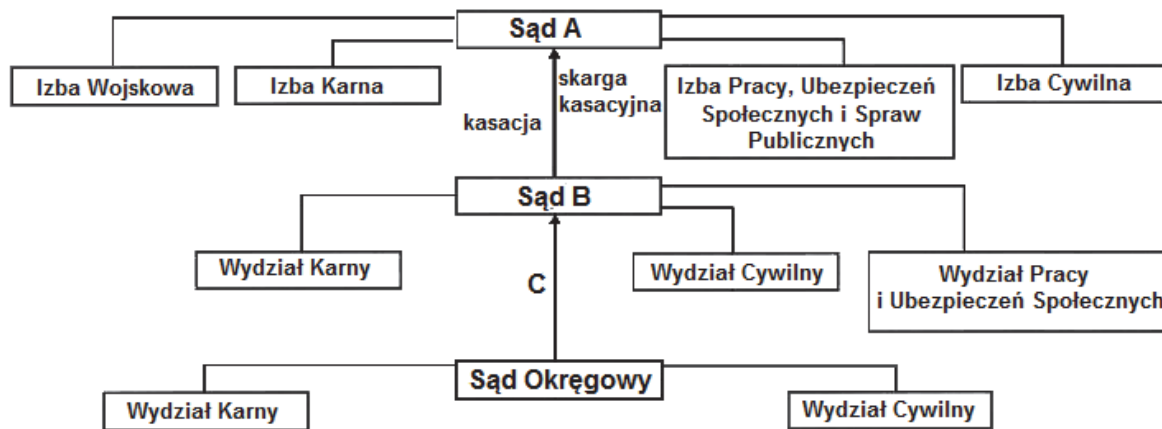 Sąd A
Izba Wojskowa
Izba Karna
skarga
kasacyjna
kasacja
Izba Pracy, Ubezpieczeń
Społecznych i Spraw
Publicznych
Izba Cywilna
Sąd B
Wydział Karny
C
Wydział Cywilny
Wydział Pracy
i Ubezpieczeń Społecznych
Sąd Okręgowy
Wydział Karny
Wydział Cywilny